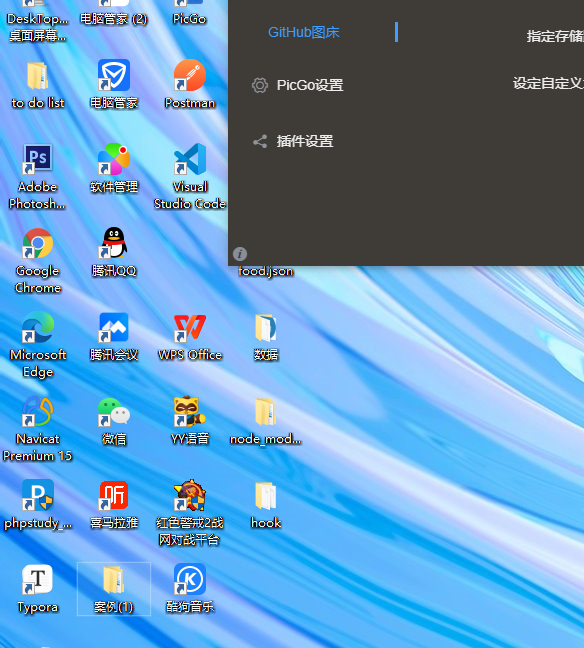 DeskTop...
桌面屏幕...
电脑管家 (2)
PicGo
GitHub图床
指定存储
to do list
电脑管家
Postman
PicGo设置
设定自定义
插件设置
Ps
Adobe
Photosh...
软件管理
Visual
Studio Code
Google
Chrome
腾讯QQ
food.json
Microsoft
Edge
腾讯会议
WPS Office
数据
Navicat
Premium 15
微信
YY语音
node_mod...
phpstudy_...
听
喜马拉雅
红色警戒2战
网对战平台
hook
T
Typora
案例(1)
K
酷狗音乐